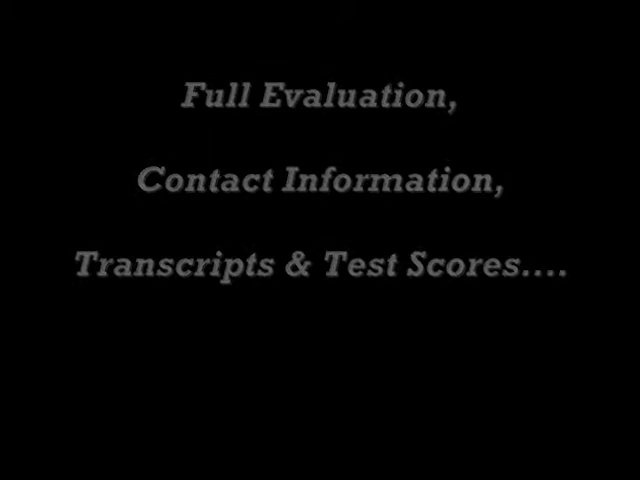 Full Evaluation,
Contact Information,
Transcripts & Test Scores....